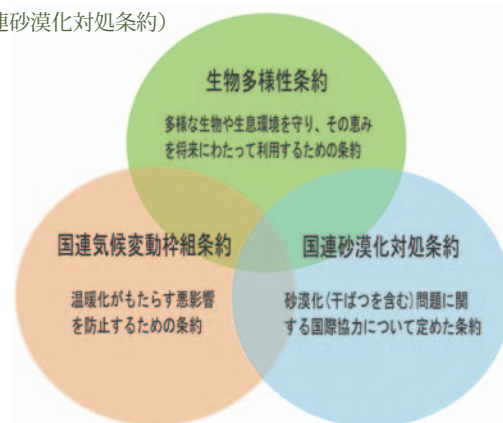 連砂漠化対処条約）
生物多様性条約
多様な生物や生息環境を守り、その恵み
を将来にわたって利用するための条約
国連気候変動枠組条約
温暖化がもたらす悪影響
を防止するための条約
国連砂漠化対処条約
砂漠化（干ばつを含む）問題に関
する国際協力について定めた条約